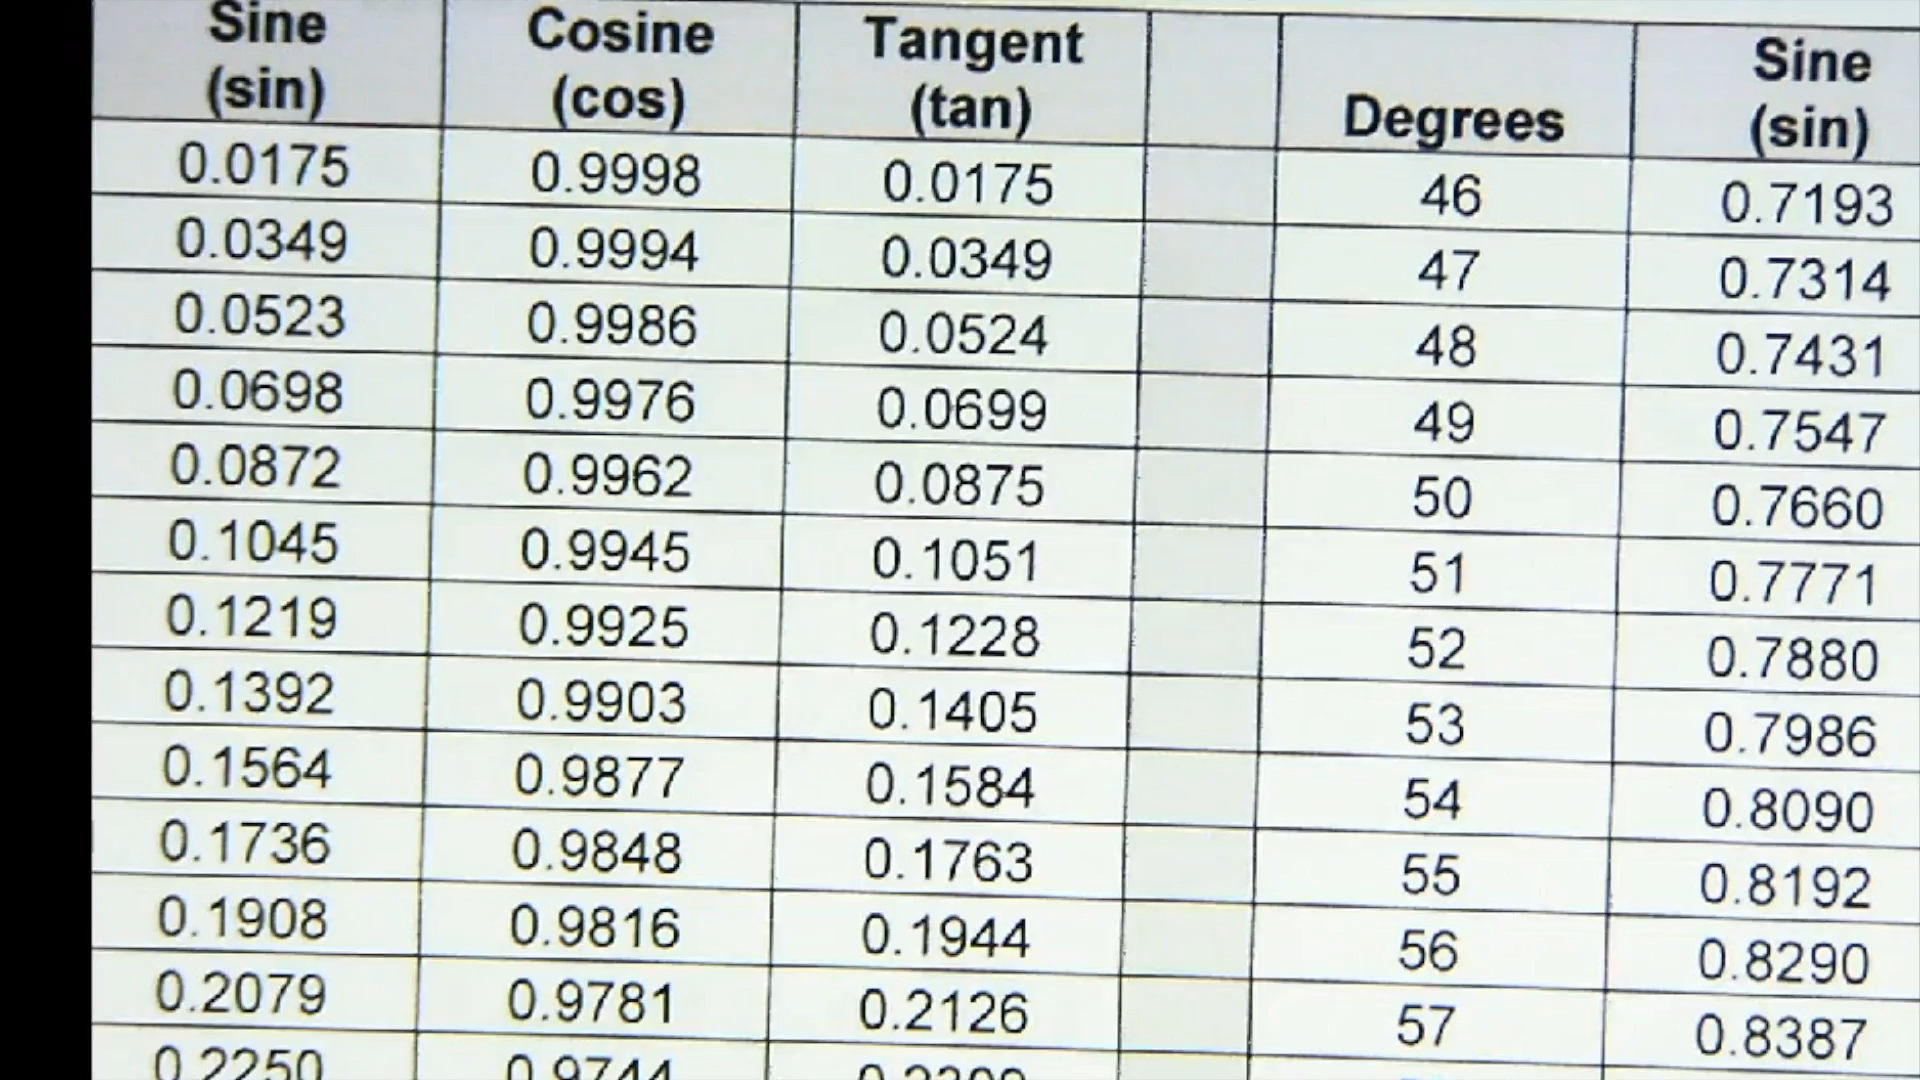 Sine (sin) Cosine (cos) Tangent (tan) Degrees Sine (sin)
0.0175 0.9998 0.0175 46 0.7193
0.0349 0.9994 0.0349 47 0.7314
0.0523 0.9986 0.0524 48 0.7431
0.0698 0.9976 0.0699 49 0.7547
0.0872 0.9962 0.0875 50 0.7660
0.1045 0.9945 0.1051 51 0.7771
0.1219 0.9925 0.1228 52 0.7880
0.1392 0.9903 0.1405 53 0.7986
0.1564 0.9877 0.1584 54 0.8090
0.1736 0.9848 0.1763 55 0.8192
0.1908 0.9816 0.1944 56 0.8290
0.2079 0.9781 0.2126 57 0.8387
0.2250 0.9744